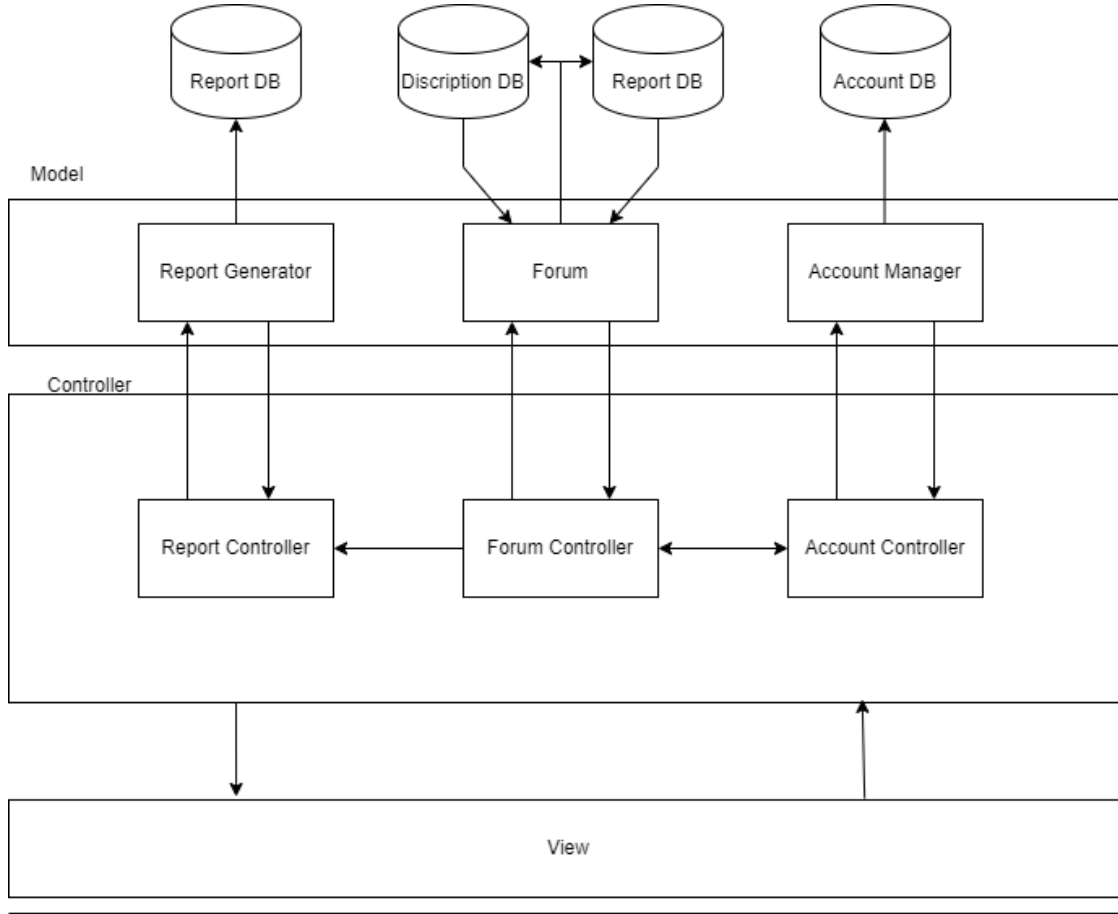 Report DB
Discription DB
Report DB
Account DB
Model
Report Generator
Forum
Account Manager
Controller
Report Controller
Forum Controller
Account Controller
View